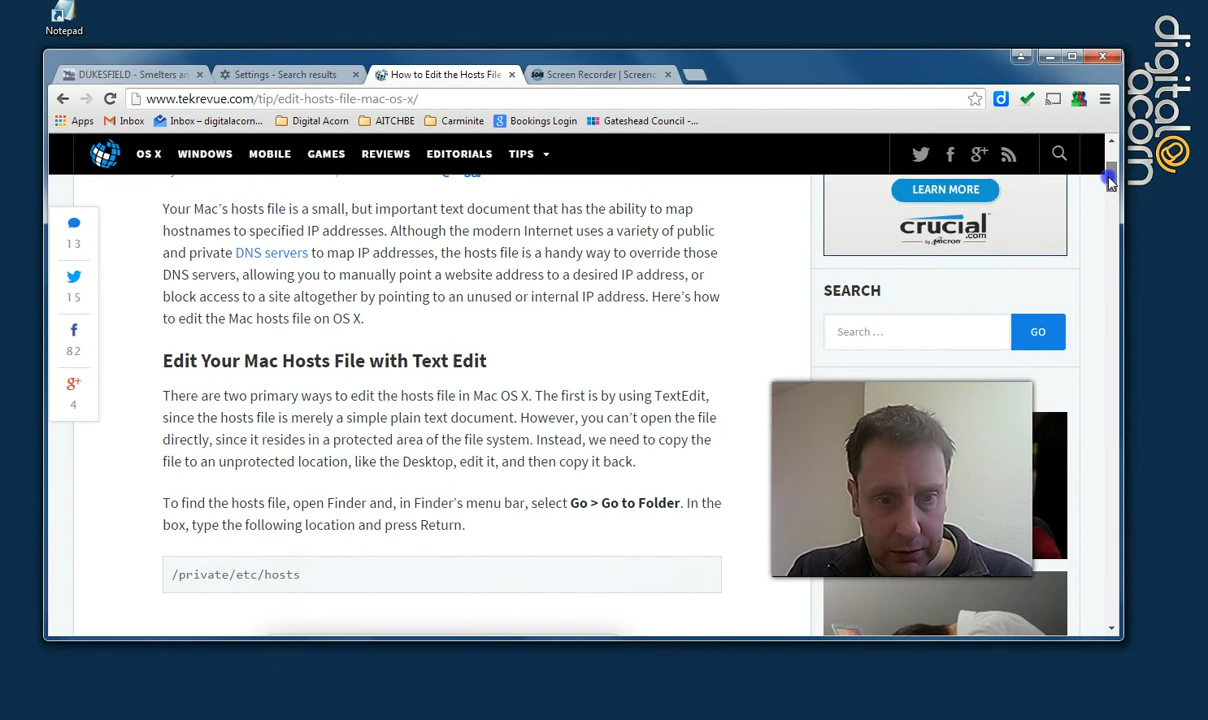 Notepad
digital@acorn
DUKESFIELD - Smelters an
Settings - Search results
How to Edit the Hosts File
Screen Recorder | Screenc
www.tekrevue.com/tip/edit-hosts-file-mac-os-x/
Apps
Inbox
Inbox – digitalacorn...
Digital Acorn
AITCHBE
Carminite
Bookings Login
Gateshead Council -...
OS X WINDOWS MOBILE GAMES REVIEWS EDITORIALS TIPS
LEARN MORE
crucial.com
by Micron
Your Mac's hosts file is a small, but important text document that has the ability to map
hostnames to specified IP addresses. Although the modern Internet uses a variety of public
and private DNS servers to map IP addresses, the hosts file is a handy way to override those
DNS servers, allowing you to manually point a website address to a desired IP address, or
block access to a site altogether by pointing to an unused or internal IP address. Here's how
to edit the Mac hosts file on OS X.
13
15
82
4
SEARCH
Search …
GO
Edit Your Mac Hosts File with Text Edit
There are two primary ways to edit the hosts file in Mac OS X. The first is by using TextEdit,
since the hosts file is merely a simple plain text document. However, you can't open the file
directly, since it resides in a protected area of the file system. Instead, we need to copy the
file to an unprotected location, like the Desktop, edit it, and then copy it back.
To find the hosts file, open Finder and, in Finder's menu bar, select Go > Go to Folder. In the
box, type the following location and press Return.
/private/etc/hosts